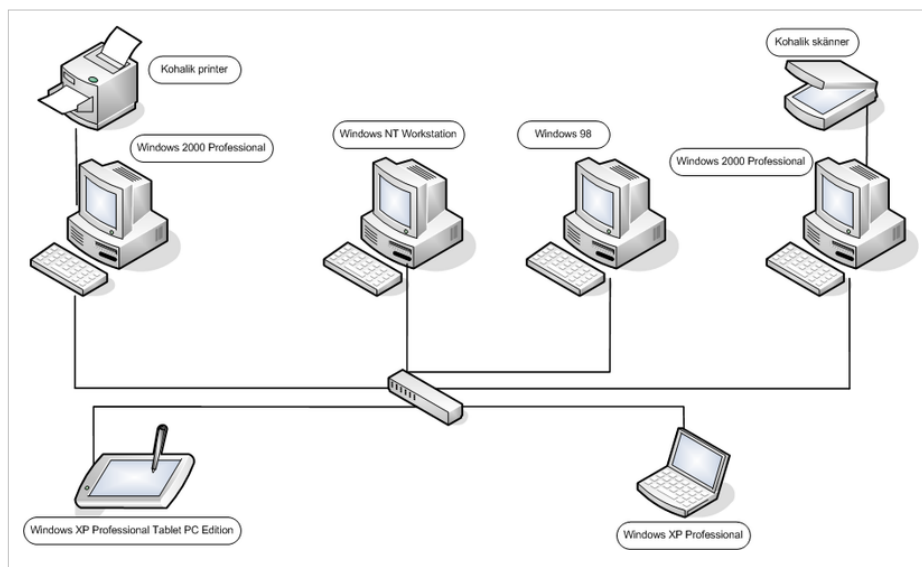 Kohalik printer
Kohalik skänner
Windows 2000 Professional
Windows NT Workstation
Windows 98
Windows 2000 Professional
Windows XP Professional Tablet PC Edition
Windows XP Professional